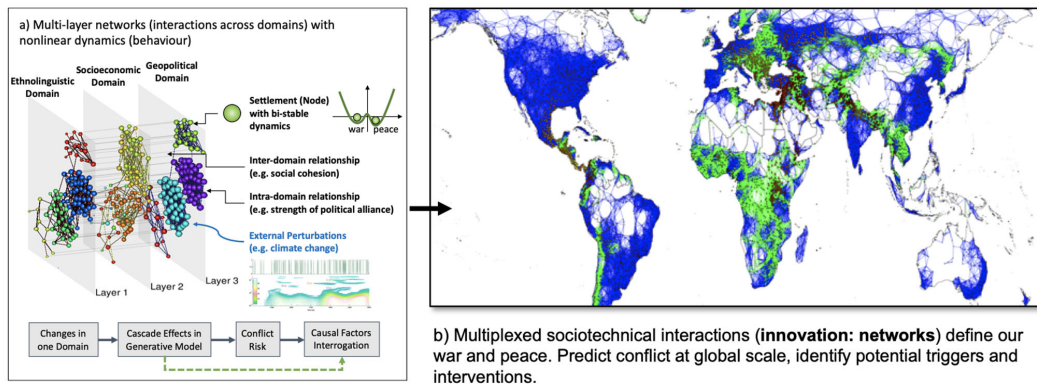 a) Multi-layer networks (interactions across domains) with
nonlinear dynamics (behaviour)
Ethnolinguistic
Domain
Socioeconomic
Domain
Geopolitical
Domain
Settlement (Node)
with bi-stable
dynamics
war
peace
Inter-domain relationship
(e.g. social cohesion)
Intra-domain relationship
(e.g. strength of political alliance)
External Perturbations
(e.g. climate change)
Layer 1
Layer 2
Layer 3
Changes in
one Domain
Cascade Effects in
Generative Model
Conflict
Risk
Causal Factors
Interrogation
b) Multiplexed sociotechnical interactions (innovation: networks) define our
war and peace. Predict conflict at global scale, identify potential triggers and
interventions.